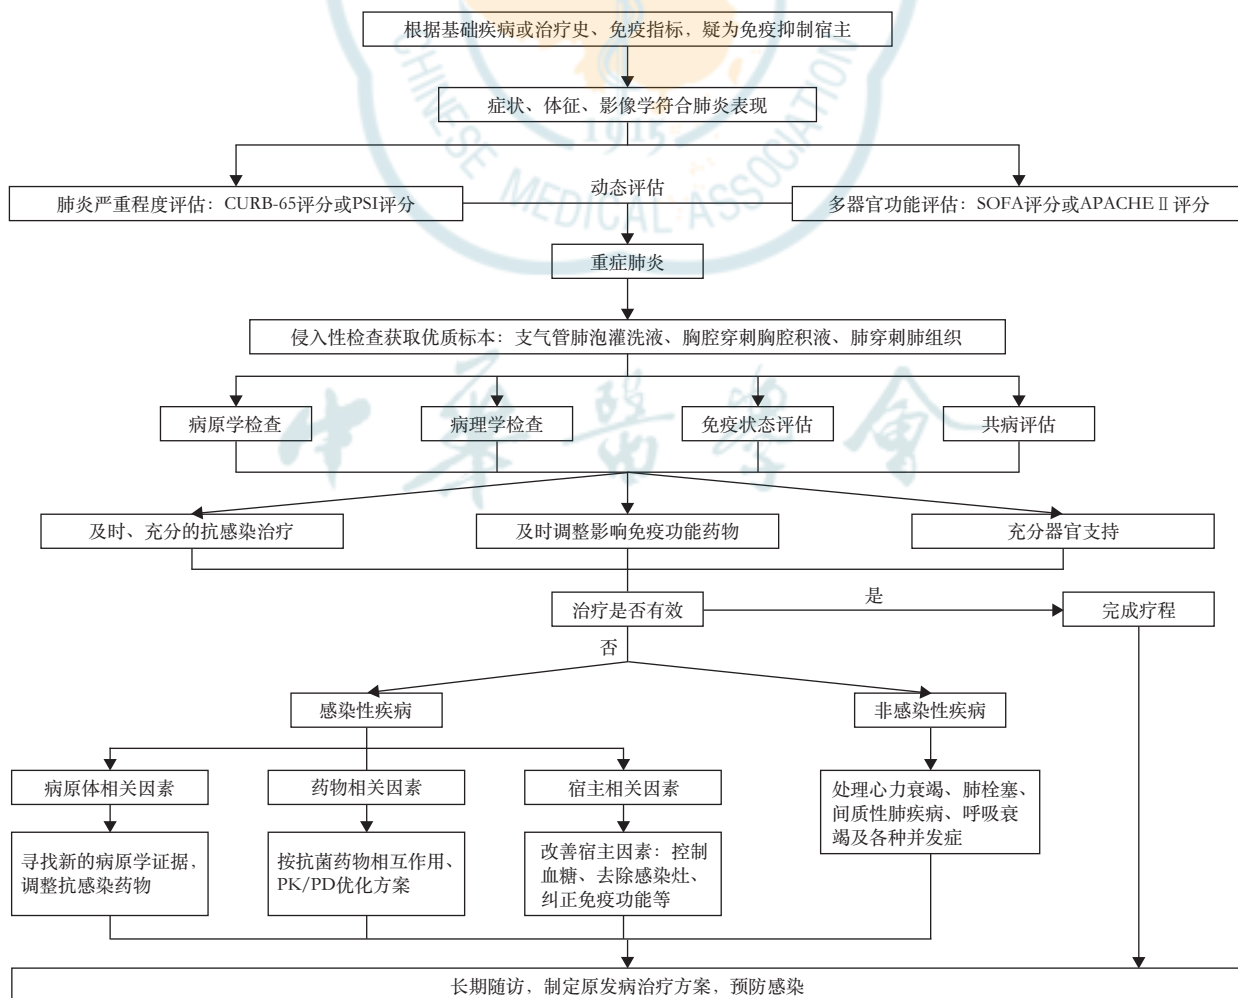 根据基础疾病或治疗史、免疫指标，疑为免疫抑制宿主
症状、体征、影像学符合肺炎表现
动态评估
肺炎严重程度评估：CURB-65评分或PSI评分
多器官功能评估：SOFA评分或APACHEⅡ评分
重症肺炎
侵入性检查获取优质标本：支气管肺泡灌洗液、胸腔穿刺胸腔积液、肺穿刺肺组织
病原学检查
病理学检查
免疫状态评估
共病评估
及时、充分的抗感染治疗
及时调整影响免疫功能药物
充分器官支持
治疗是否有效
是
完成疗程
否
感染性疾病
非感染性疾病
病原体相关因素
药物相关因素
宿主相关因素
处理心力衰竭、肺栓塞、
间质性肺疾病、呼吸衰
竭及各种并发症
寻找新的病原学证据，
调整抗感染药物
按抗菌药物相互作用、
PK/PD优化方案
改善宿主因素：控制
血糖、去除感染灶、
纠正免疫功能等
长期随访，制定原发病治疗方案，预防感染
CHINESE MEDICAL ASSOCIATION
1915
中華醫學會